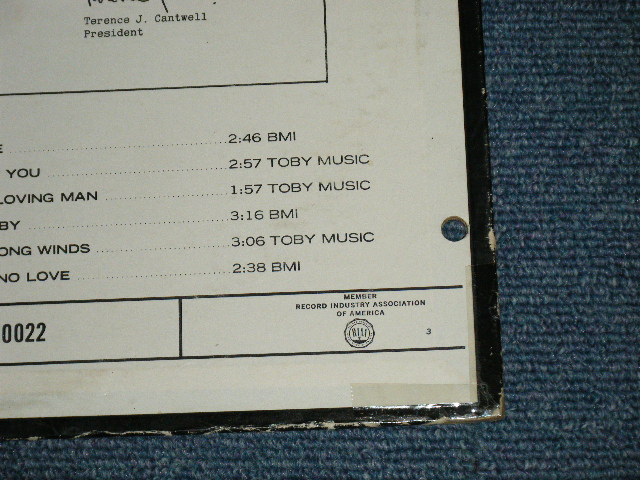 Terence J. Cantwell
President
2:46 BMI
YOU 2:57 TOBY MUSIC
LOVING MAN 1:57 TOBY MUSIC
BY 3:16 BMI
ONG WINDS 3:06 TOBY MUSIC
NO LOVE 2:38 BMI
0022
MEMBER
RECORD INDUSTRY ASSOCIATION
OF AMERICA
RIAA
3